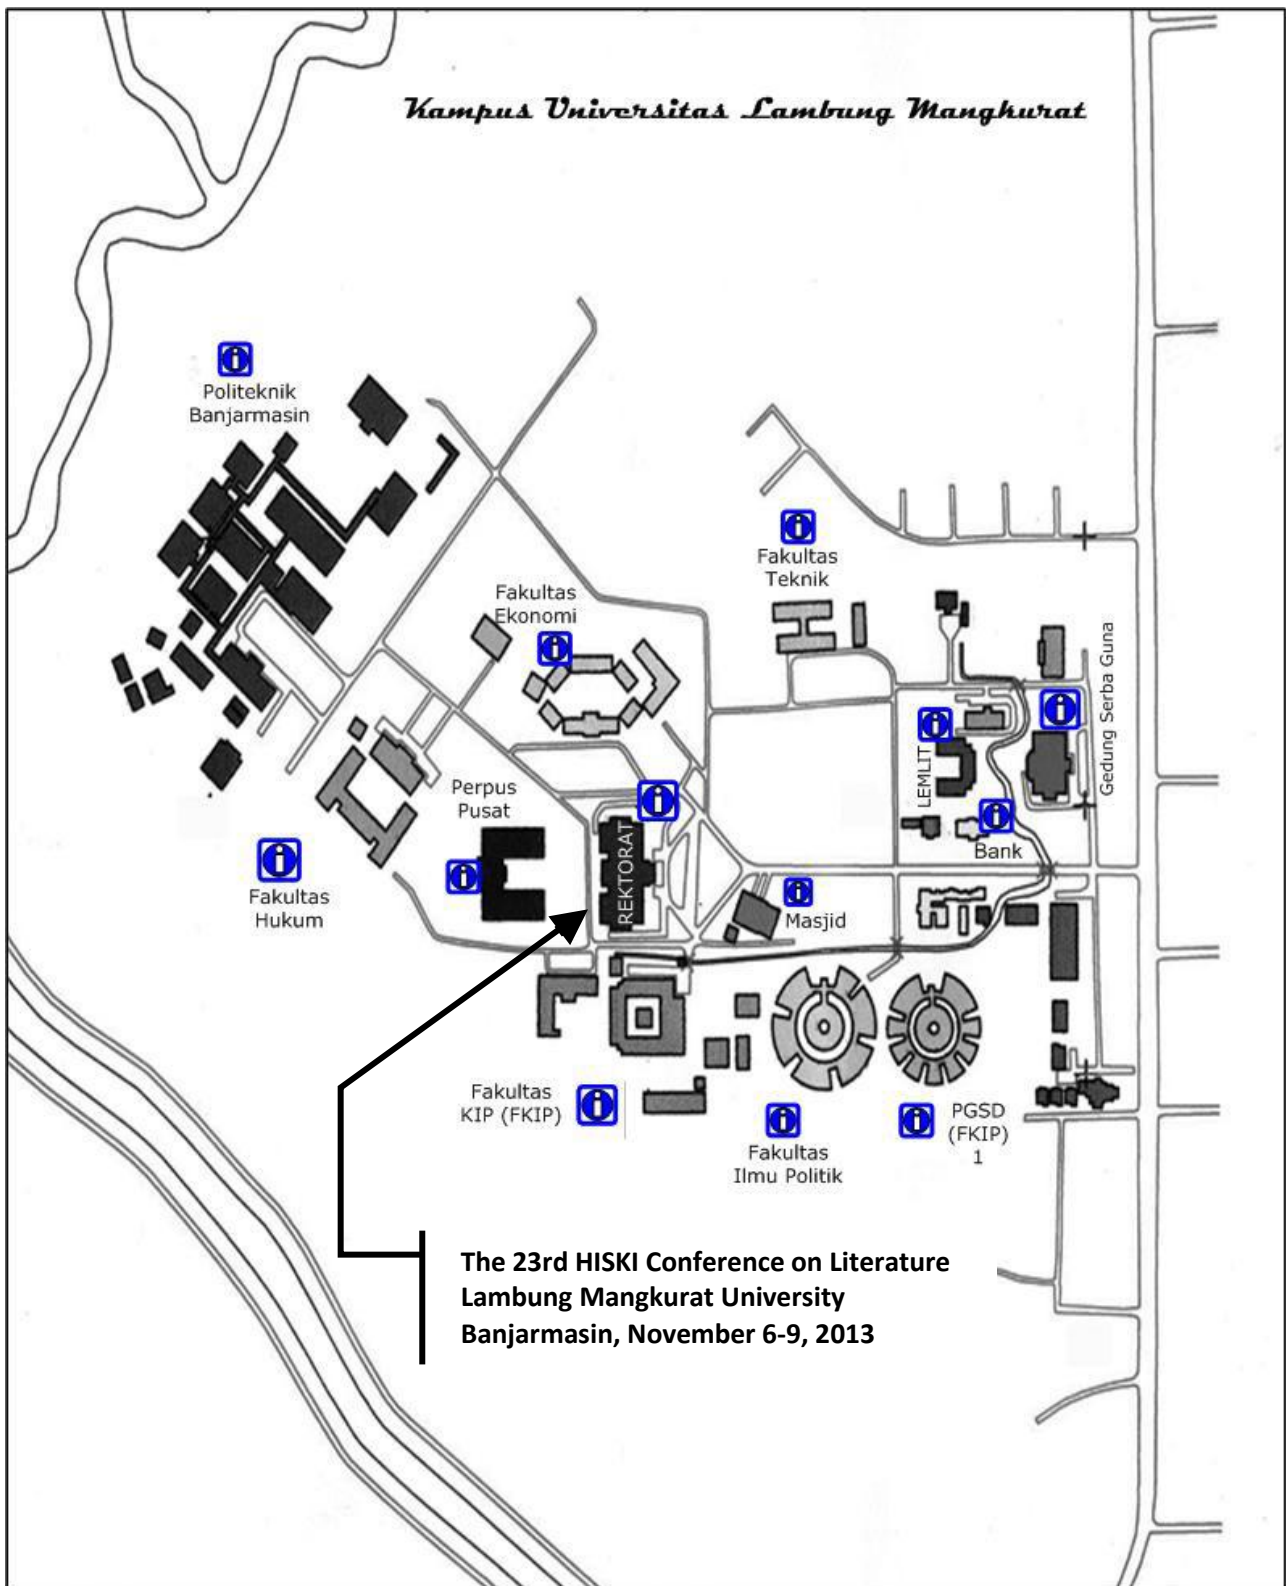 Kampus Universitas Lambung Mangkurat
Politeknik
Banjarmasin
Fakultas
Teknik
Fakultas
Ekonomi
Gedung Serba Guna
LEMLIT
Perpus
Pusat
REKTORAT
Bank
Fakultas
Hukum
Masjid
Fakultas
KIP (FKIP)
PGSD
(FKIP)
1
Fakultas
Ilmu Politik
The 23rd HISKI Conference on Literature
Lambung Mangkurat University
Banjarmasin, November 6-9, 2013